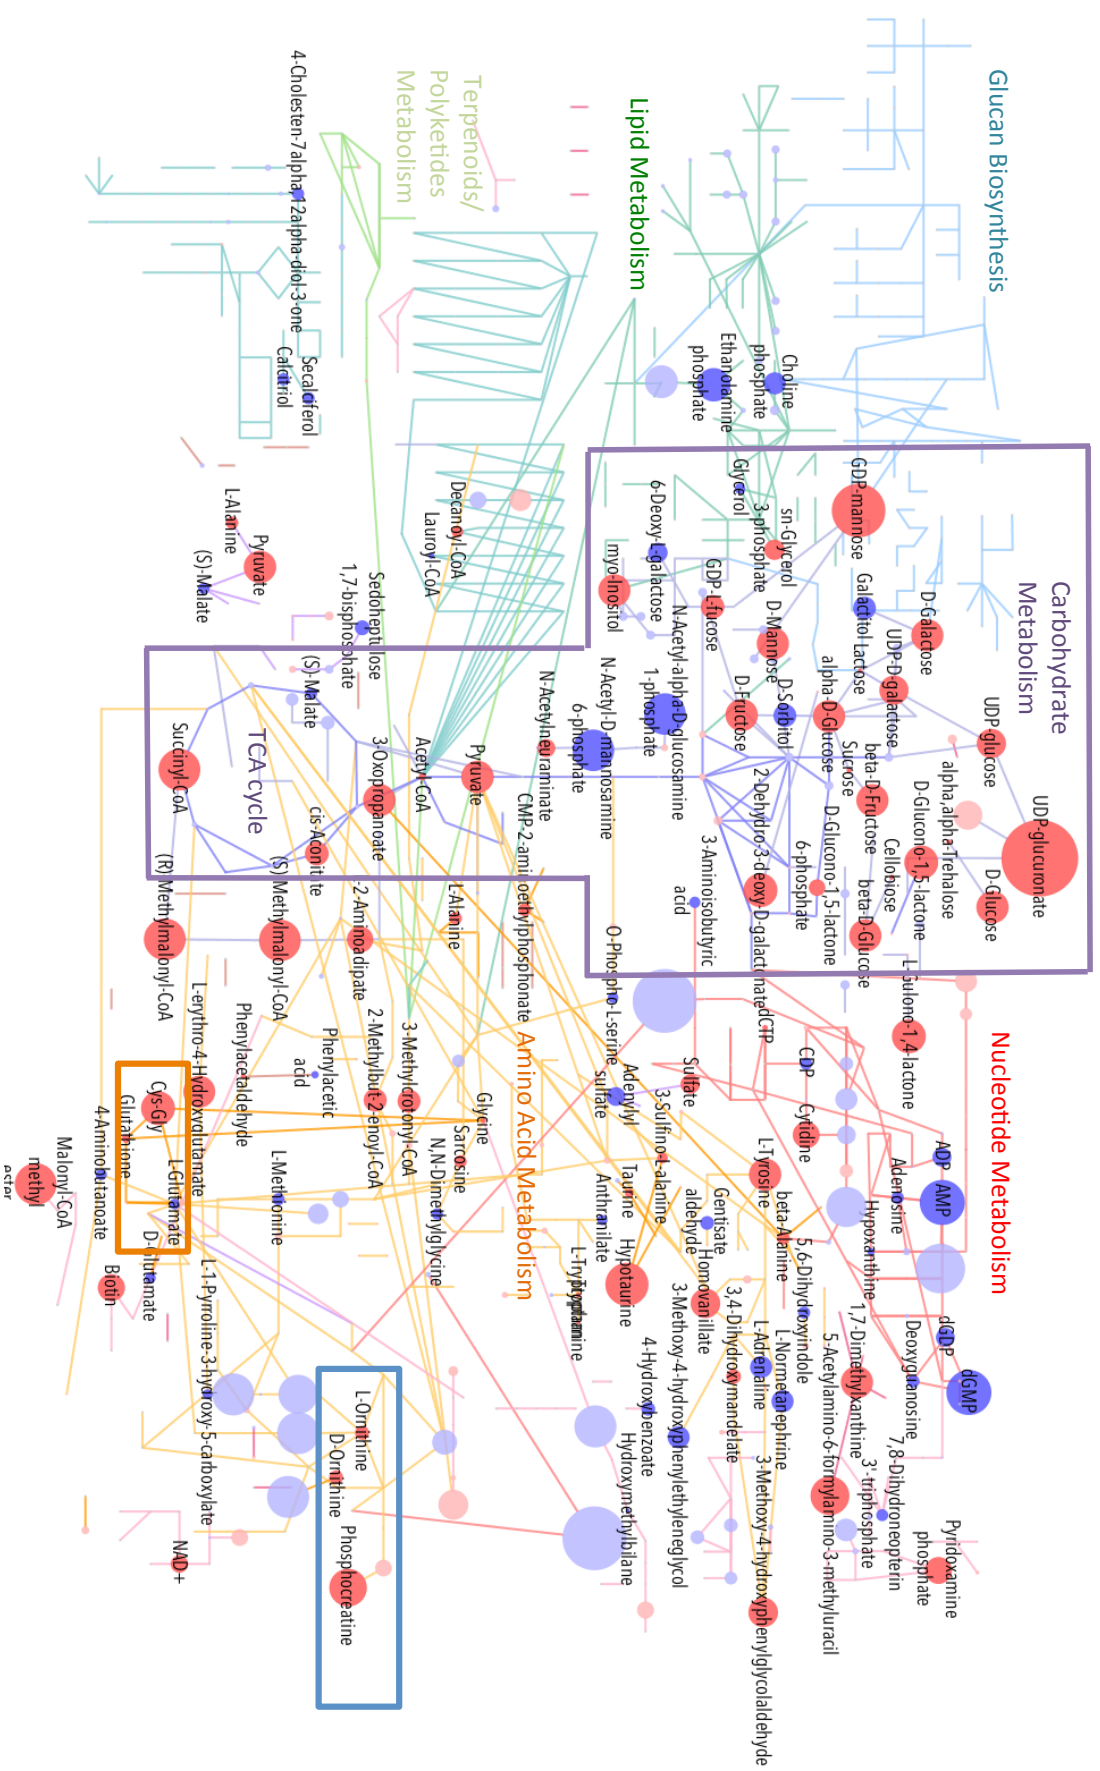 Glucan Biosynthesis
Lipid Metabolism
Terpenoids/
Polyketides
Metabolism
4-Cholesten-7alpha,12alpha-diol-3-one
Secalciferol
Calcitriol
Choline
phosphate
Ethanolamine
phosphate
Carbohydrate
Metabolism
GDP-mannose
Glycerol
sn-Glycerol
3-phosphate
6-Deoxy-L-galactose
myo-Inositol
GDP-L-fucose
D-Mannose
Galactitol
Lactose
D-Galactose
UDP-D-galactose
alpha-D-Glucose
D-Sorbitol
D-Fructose
N-Acetyl-alpha-D-glucosamine
1-phosphate
N-Acetyl-D-mannosamine
6-phosphate
N-Acetylneuraminate
UDP-glucose
UDP-glucuronate
Sucrose
beta-D-Fructose
alpha,alpha-Trehalose
D-Glucono-1,5-lactone
Cellobiose
D-Glucose
beta-D-Glucose
D-Glucono-1,5-lactone
6-phosphate
2-Dehydro-3-deoxy-D-galactonate
3-Aminoisobutyric
acid
L-Gulono-1,4-lactone
Decanoyl-CoA
Lauroyl-CoA
L-Alanine
Pyruvate
(S)-Malate
Sedoheptulose
1,7-bisphosphate
TCA cycle
(S)-Malate
Succinyl-CoA
3-Oxopropanoate
Acetyl-CoA
Pyruvate
cis-Aconitate
CMP-2-aminoethylphosphonate
(R)-Methylmalonyl-CoA
(S)-Methylmalonyl-CoA
L-2-Aminoadipate
L-Alanine
O-Phospho-L-serine
Amino Acid Metabolism
Nucleotide Metabolism
dCTP
CDP
Cytidine
ADP
AMP
Adenosine
Hypoxanthine
dGDP
dGMP
Deoxyguanosine
Sulfate
Adenylyl
sulfate
3-Sulfino-L-alanine
Taurine
Hypotaurine
Anthranilate
L-Tryptophan
Tryptamine
L-Tyrosine
beta-Alanine
Gentisate
aldehyde
Homovanillate
5,6-Dihydroxyindole
3-Methoxy-4-hydroxyphenylethyleneglycol
3,4-Dihydroxymandelate
L-Adrenaline
L-Normetanephrine
1,7-Dimethylxanthine
5-Acetylamino-6-formylamino-3-methyluracil
7,8-Dihydroneopterin
3'-triphosphate
Pyridoxamine
phosphate
3-Methoxy-4-hydroxyphenylglycolaldehyde
4-Hydroxybenzoate
Hydroxymethylbilane
L-erythro-4-Hydroxyglutamate
Phenylacetaldehyde
Phenylacetic
acid
2-Methylbut-2-enoyl-CoA
3-Methylcrotonyl-CoA
Glycine
Sarcosine
N,N-Dimethylglycine
L-Methionine
Cys-Gly
Glutathione
L-Glutamate
4-Aminobutanoate
D-Glutamate
Biotin
Malonyl-CoA
methyl
ester
L-1-Pyrroline-3-hydroxy-5-carboxylate
L-Ornithine
D-Ornithine
Phosphocreatine
NAD+